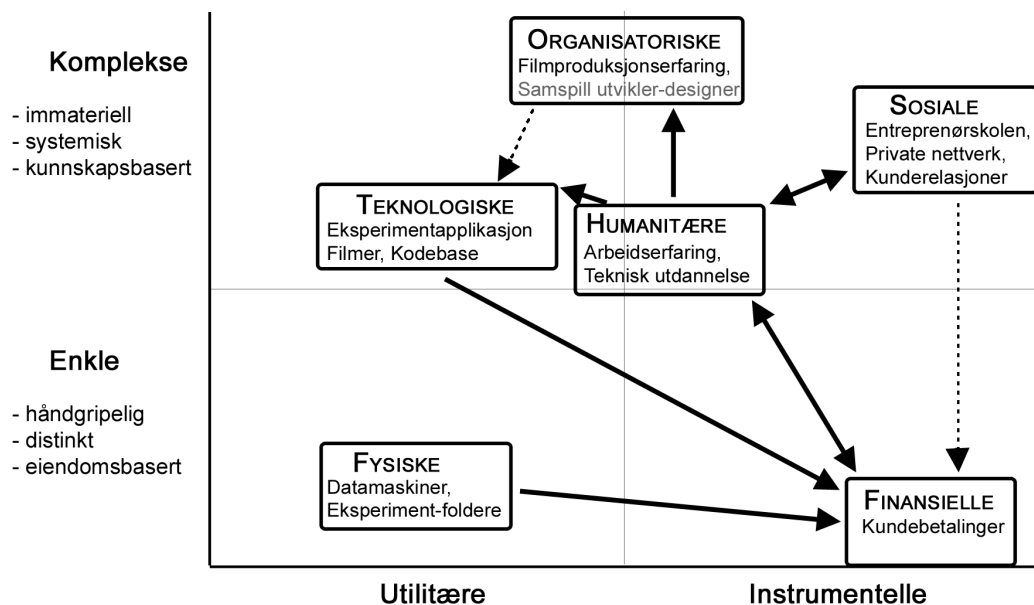 Komplekse
- immateriell
- systemisk
- kunnskapsbasert
ORGANISATORISKE
Filmproduksjonserfaring,
Samspill utvikler-designer
SOSIALE
Entreprenørskolen,
Private nettverk,
Kunderelasjoner
TEKNOLOGISKE
Eksperimentapplikasjon
Filmer, Kodebase
HUMANITÆRE
Arbeidserfaring,
Teknisk utdannelse
Enkle
- håndgripelig
- distinkt
- eiendomsbasert
FYSISKE
Datamaskiner,
Eksperiment-foldere
FINANSIELLE
Kundebetalinger
Utilitære
Instrumentelle